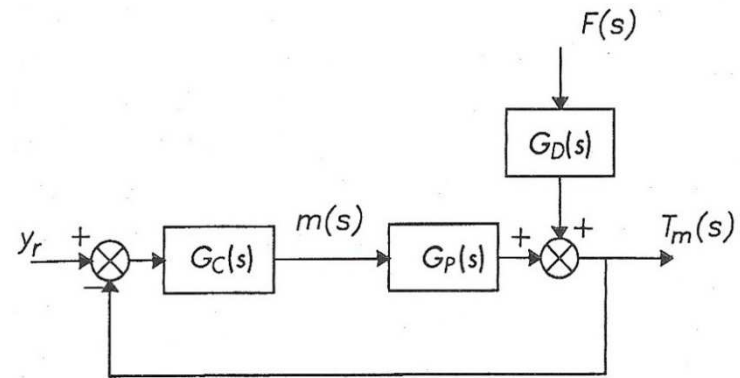 F(s)
G_D(s)
+
y_r
+
G_C(s)
m(s)
G_P(s)
+
T_m(s)
−